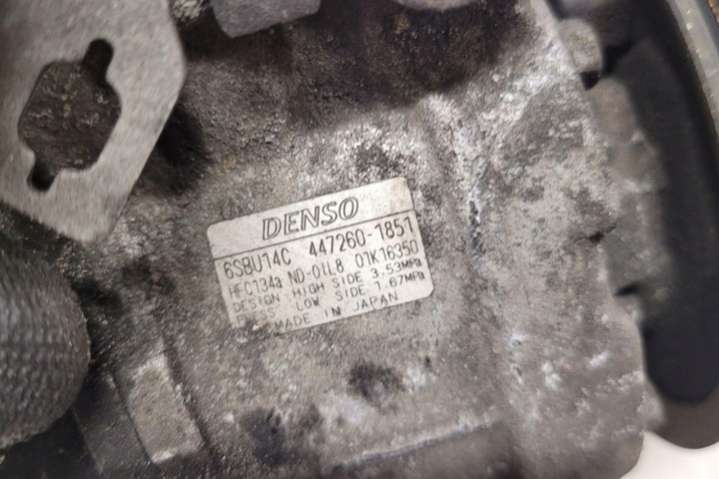 DENSO
6SBU14C 447260-1851
HFC134a ND-OIL8 01K16350
DESIGN HIGH SIDE 3.53MPa
PRESS LOW SIDE 1.67MPa
MADE IN JAPAN